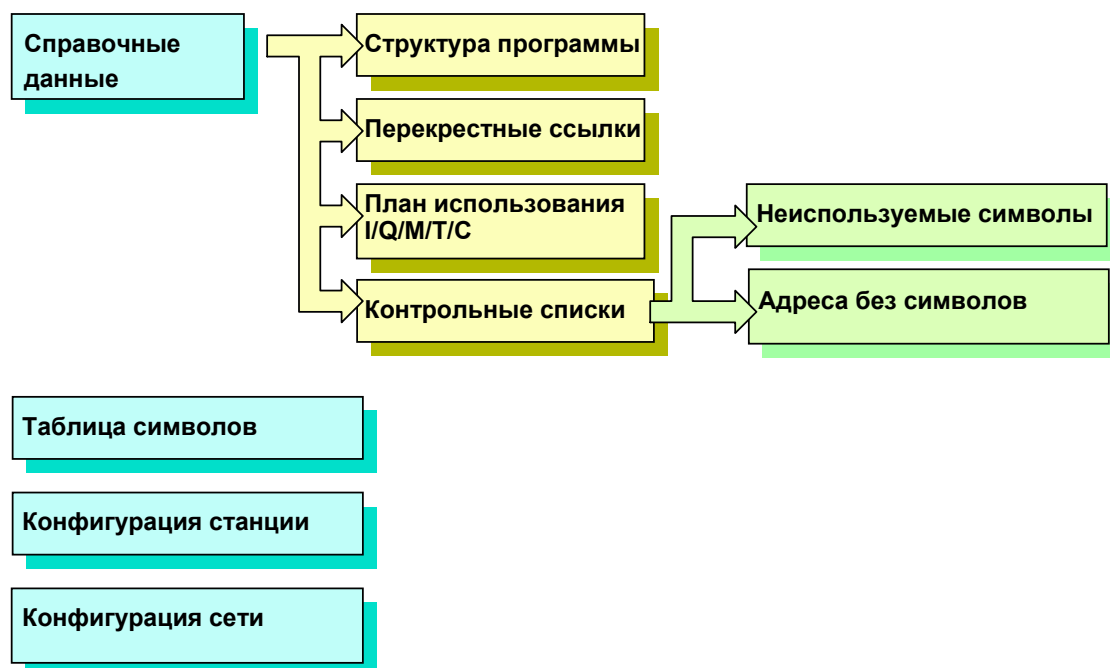 Справочные
данные
Структура программы
Перекрестные ссылки
План использования
I/Q/M/T/C
Контрольные списки
Неиспользуемые символы
Адреса без символов
Таблица символов
Конфигурация станции
Конфигурация сети